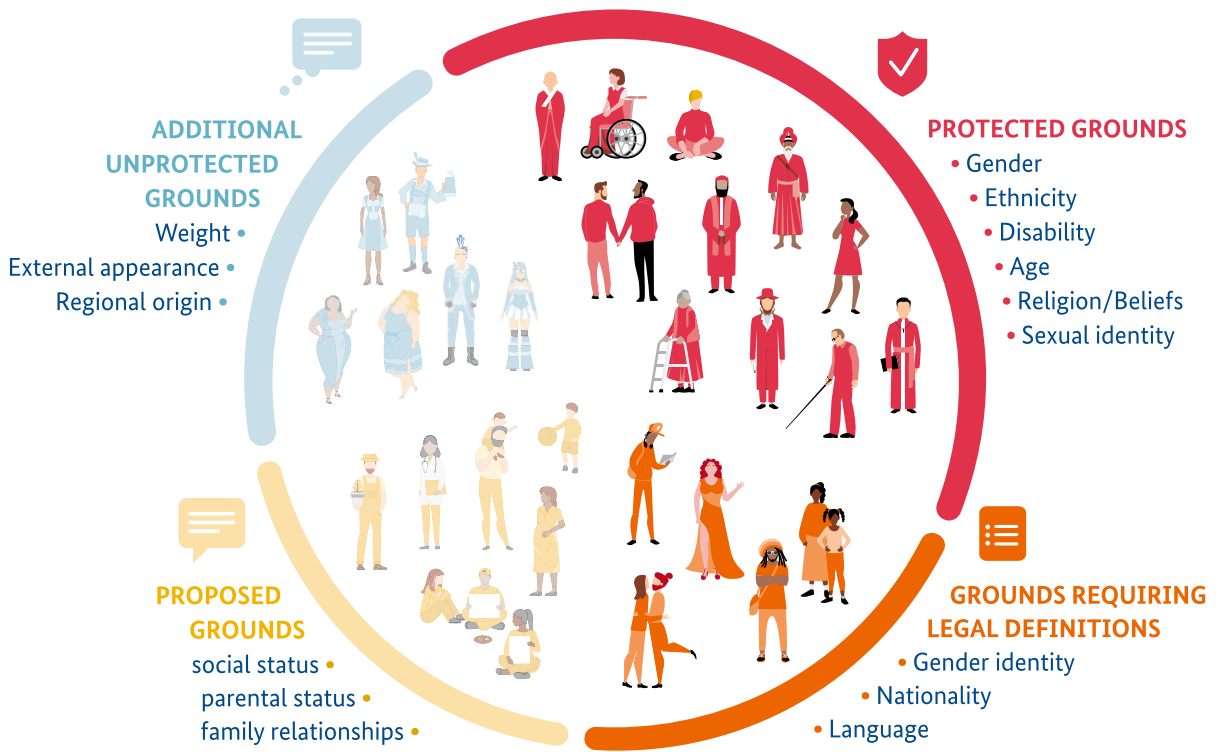 ADDITIONAL
UNPROTECTED
GROUNDS
Weight •
External appearance •
Regional origin •
PROTECTED GROUNDS
• Gender
• Ethnicity
• Disability
• Age
• Religion/Beliefs
• Sexual identity
PROPOSED
GROUNDS
social status •
parental status •
family relationships •
GROUNDS REQUIRING
LEGAL DEFINITIONS
• Gender identity
• Nationality
• Language